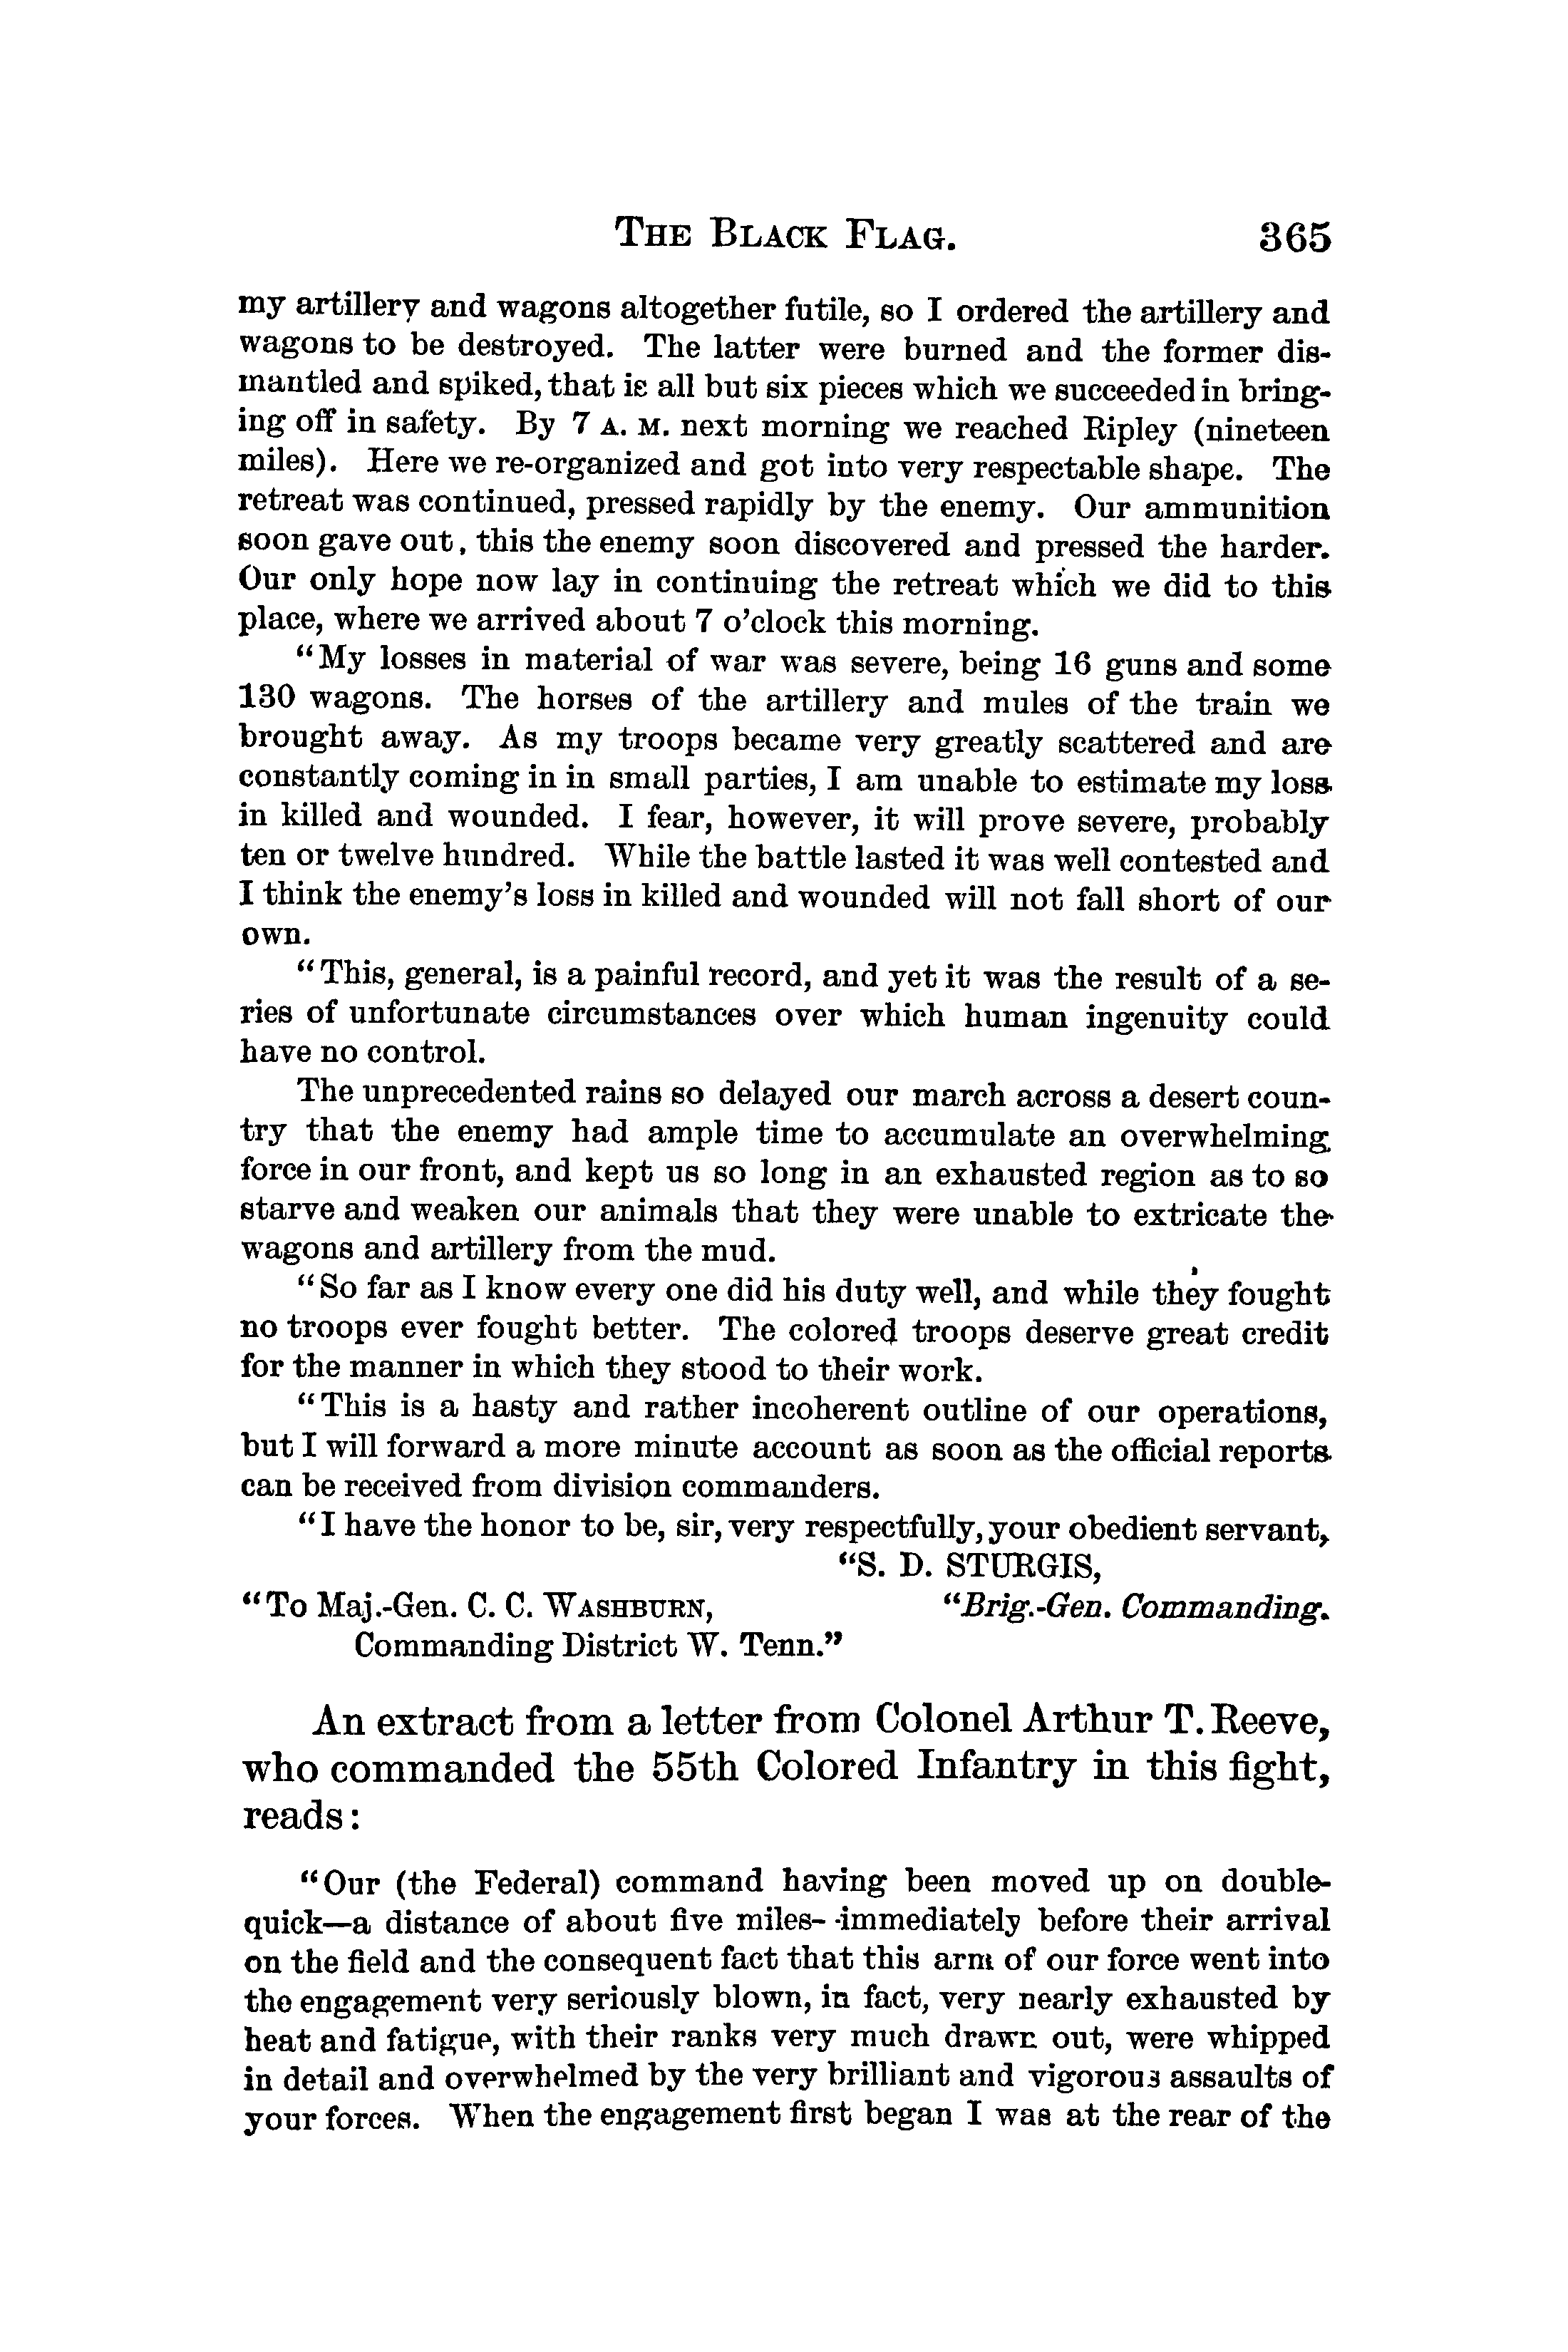 THE BLACK FLAG. 365
my artillery and wagons altogether futile, so I ordered the artillery and
wagons to be destroyed. The latter were burned and the former dis-
mantled and spiked, that is all but six pieces which we succeeded in bring-
ing off in safety. By 7 A. M. next morning we reached Ripley (nineteen
miles). Here we re-organized and got into very respectable shape. The
retreat was continued, pressed rapidly by the enemy. Our ammunition
soon gave out, this the enemy soon discovered and pressed the harder.
Our only hope now lay in continuing the retreat which we did to this
place, where we arrived about 7 o'clock this morning.
"My losses in material of war was severe, being 16 guns and some
130 wagons. The horses of the artillery and mules of the train we
brought away. As my troops became very greatly scattered and are
constantly coming in in small parties, I am unable to estimate my loss
in killed and wounded. I fear, however, it will prove severe, probably
ten or twelve hundred. While the battle lasted it was well contested and
I think the enemy's loss in killed and wounded will not fall short of our
own.
"This, general, is a painful record, and yet it was the result of a se-
ries of unfortunate circumstances over which human ingenuity could
have no control.
The unprecedented rains so delayed our march across a desert coun-
try that the enemy had ample time to accumulate an overwhelming
force in our front, and kept us so long in an exhausted region as to so
starve and weaken our animals that they were unable to extricate the
wagons and artillery from the mud.
"So far as I know every one did his duty well, and while they fought
no troops ever fought better. The colored troops deserve great credit
for the manner in which they stood to their work.
"This is a hasty and rather incoherent outline of our operations,
but I will forward a more minute account as soon as the official reports
can be received from division commanders.
"I have the honor to be, sir, very respectfully, your obedient servant,
"S. D. STURGIS,
"To Maj.-Gen. C. C. WASHBURN, "Brig.-Gen. Commanding.
Commanding District W. Tenn."
An extract from a letter from Colonel Arthur T. Reeve,
who commanded the 55th Colored Infantry in this fight,
reads:
"Our (the Federal) command having been moved up on double-
quick—a distance of about five miles--immediately before their arrival
on the field and the consequent fact that this arm of our force went into
the engagement very seriously blown, in fact, very nearly exhausted by
heat and fatigue, with their ranks very much drawn out, were whipped
in detail and overwhelmed by the very brilliant and vigorous assaults of
your forces. When the engagement first began I was at the rear of the